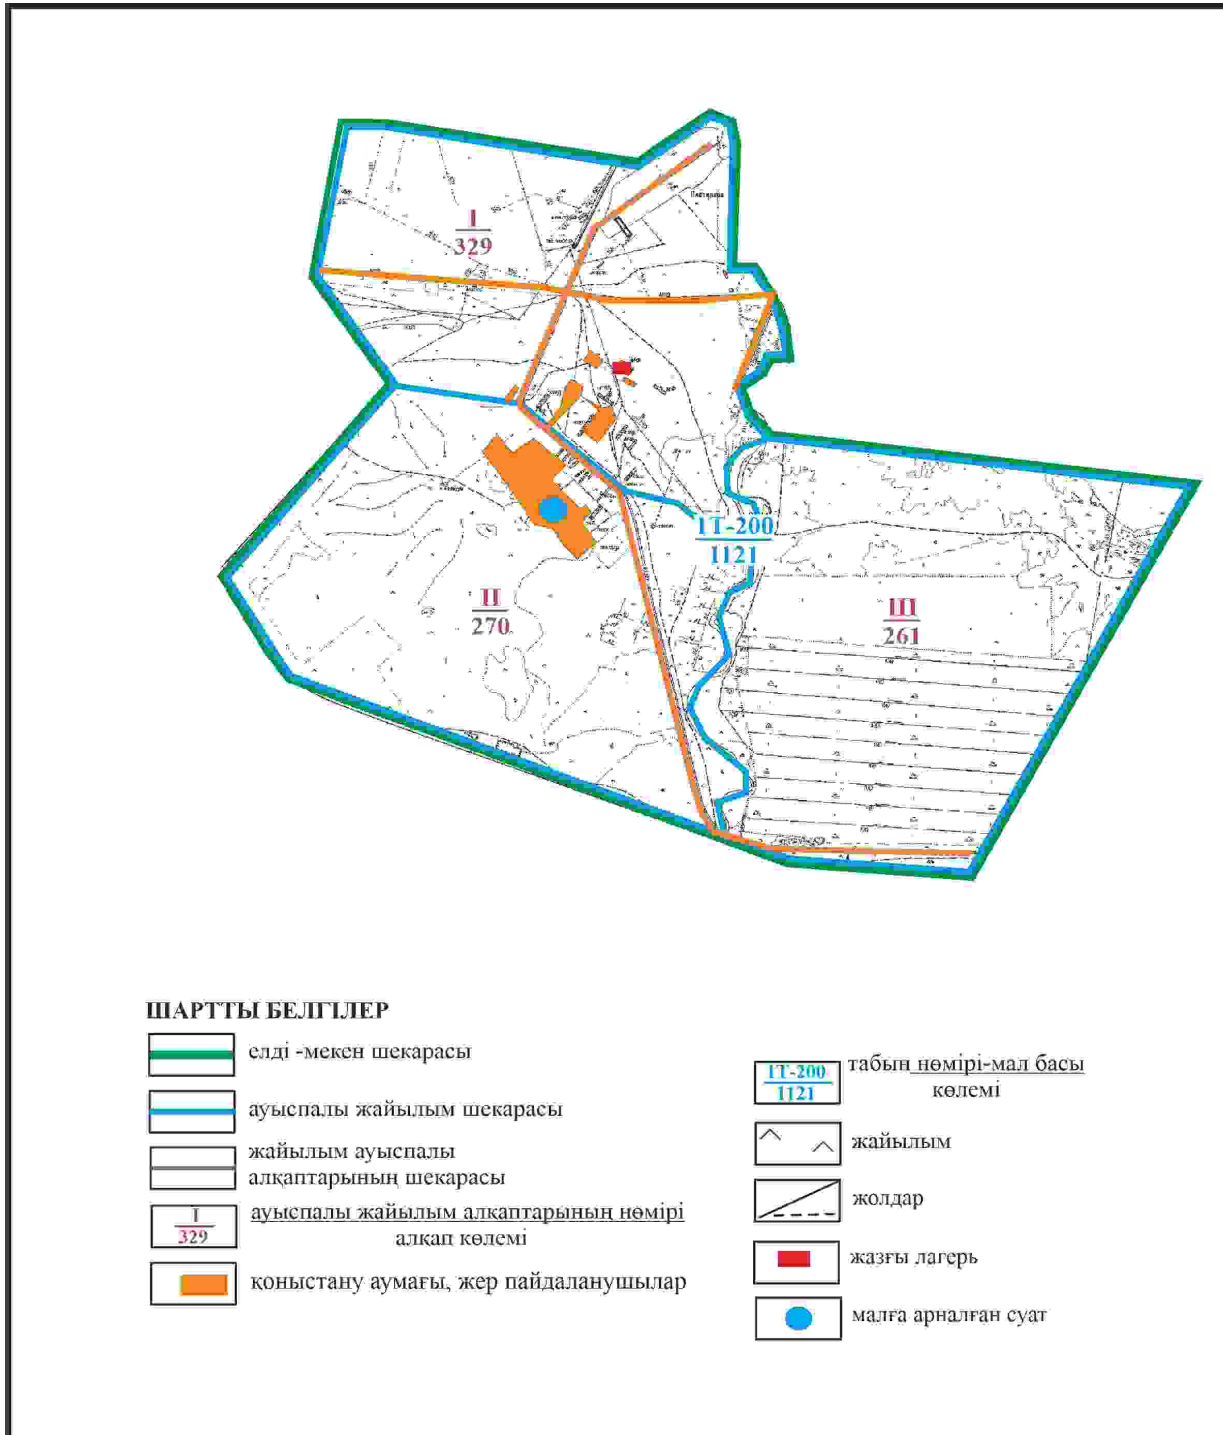 I
329
1Т-200
1121
II
270
III
261
ШАРТТЫ БЕЛГІЛЕР
елді -мекен шекарасы
ауыспалы жайылым шекарасы
жайылым ауыспалы
алқаптарының шекарасы
I
329
ауыспалы жайылым алқаптарының нөмірі
алқап көлемі
қоныстану аумағы, жер пайдаланушылар
1Т-200
1121
табын нөмірі-мал басы
көлемі
жайылым
жолдар
жазғы лагерь
малға арналған суат